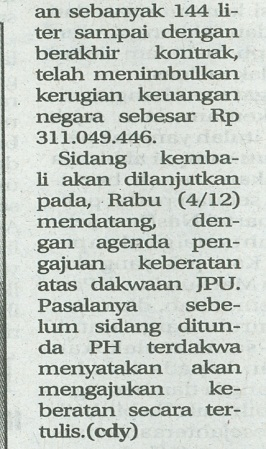 an sebanyak 144 li-
ter sampai dengan
berakhir kontrak,
telah menimbulkan
kerugian keuangan
negara sebesar Rp
311.049.446.
Sidang kemba-
li akan dilanjutkan
pada, Rabu (4/12)
mendatang, den-
gan agenda pen-
gajuan keberatan
atas dakwaan JPU.
Pasalanya sebe-
lum sidang ditun-
da PH terdakwa
menyatakan akan
mengajukan ke-
beratan secara ter-
tulis.(cdy)